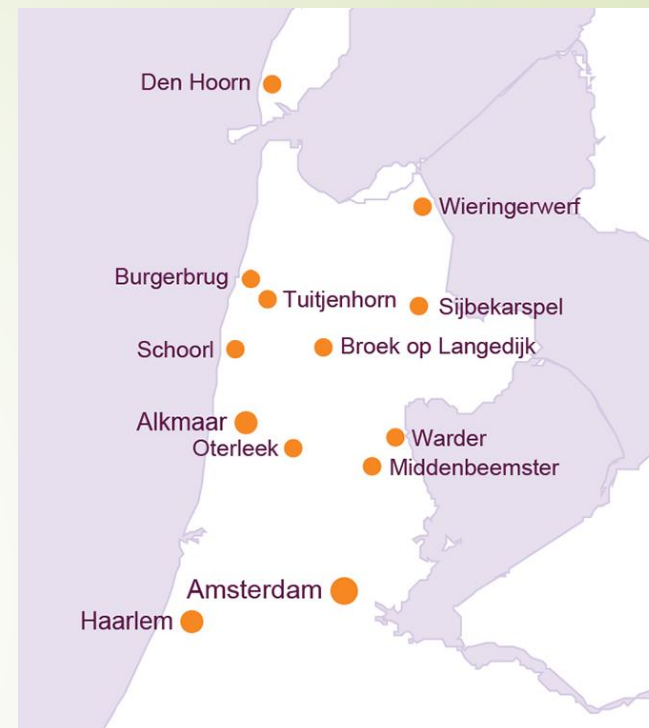 Den Hoorn
Wieringerwerf
Burgerbrug
Tuitjenhorn
Sijbekarspel
Schoorl
Broek op Langedijk
Alkmaar
Oterleek
Warder
Middenbeemster
Amsterdam
Haarlem